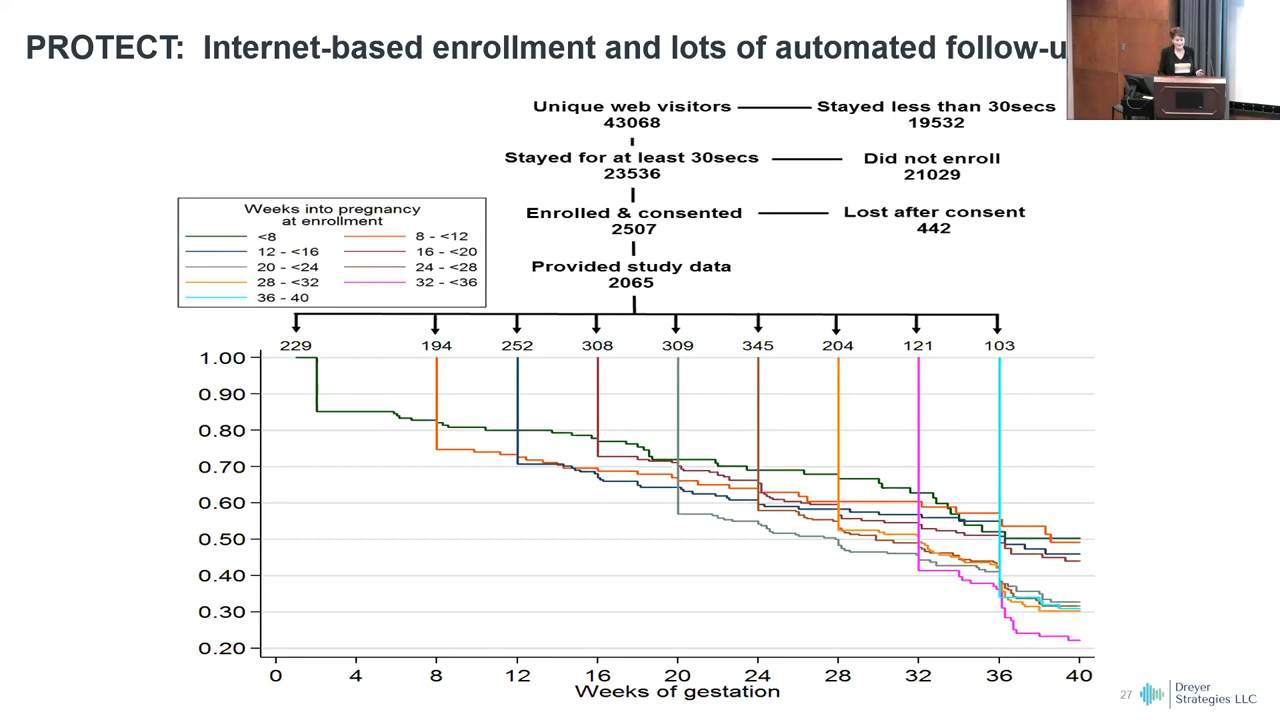 PROTECT: Internet-based enrollment and lots of automated follow-u
Unique web visitors
43068
Stayed less than 30secs
19532
Stayed for at least 30secs
23536
Did not enroll
21029
Enrolled & consented
2507
Lost after consent
442
Provided study data
2065
Weeks into pregnancy
at enrollment
<8 8 - <12
12 - <16 16 - <20
20 - <24 24 - <28
28 - <32 32 - <36
36 - 40
229 194 252 308 309 345 204 121 103
1.00
0.90
0.80
0.70
0.60
0.50
0.40
0.30
0.20
0 4 8 12 16 20 24 28 32 36 40
Weeks of gestation
27
Dreyer
Strategies LLC